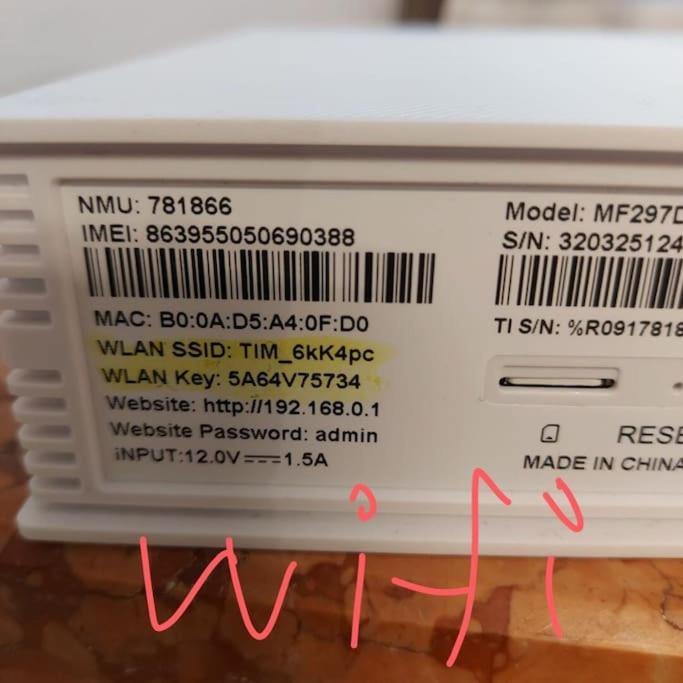 NMU: 781866
IMEI: 863955050690388
MAC: B0:0A:D5:A4:0F:D0
WLAN SSID: TIM_6kK4pc
WLAN Key: 5A64V75734
Website: http://192.168.0.1
Website Password: admin
iNPUT:12.0V 1.5A
Model: MF297D
S/N: 320325124
TI S/N: %R0917818
RESE
MADE IN CHINA
WiFi